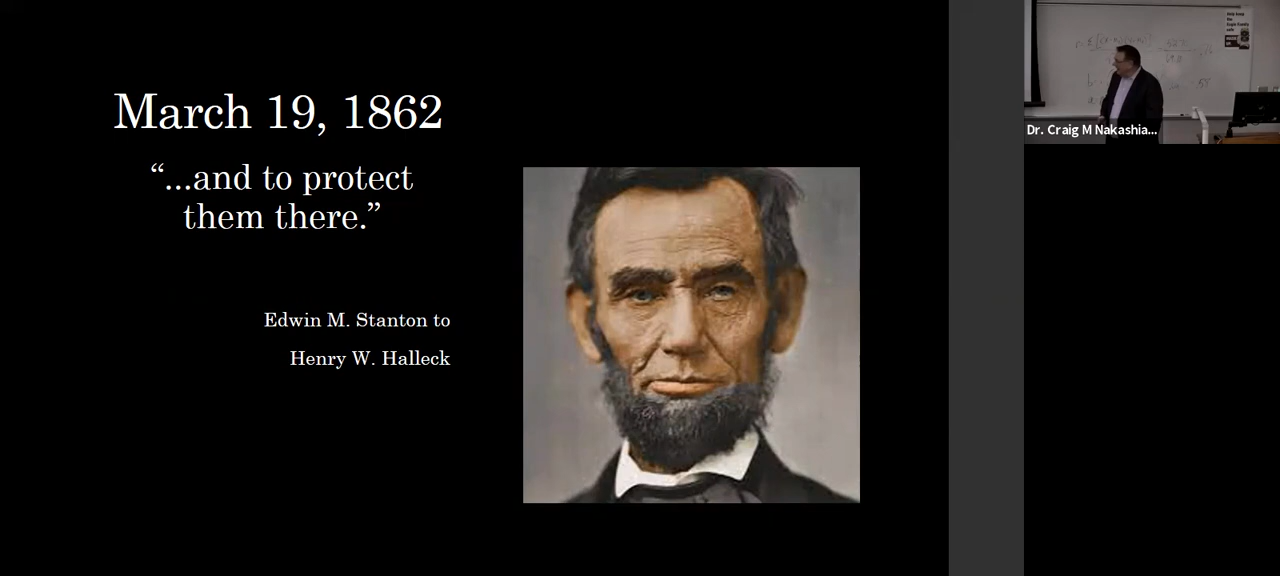 March 19, 1862
“...and to protect
them there.”
Edwin M. Stanton to
Henry W. Halleck
Dr. Craig M Nakashia...